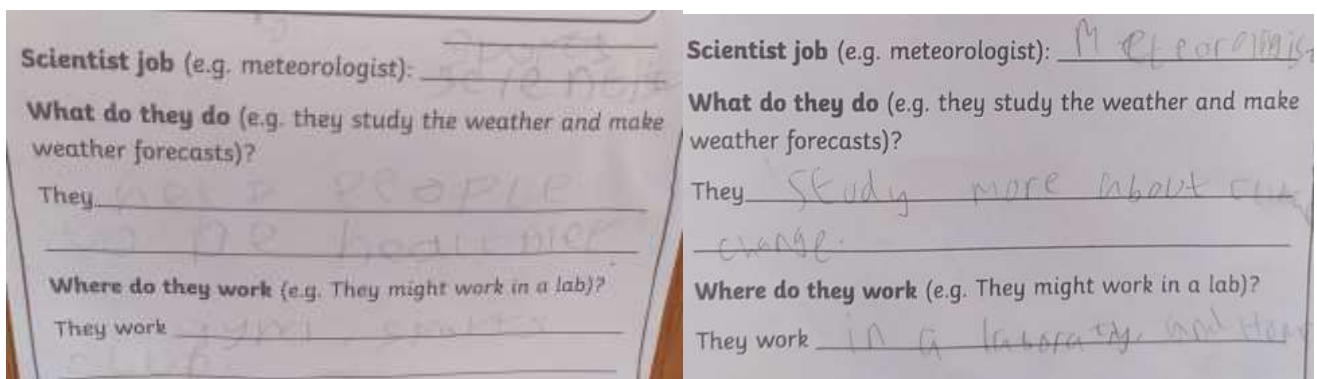 sports
Scientist job (e.g. meteorologist): scientist
What do they do (e.g. they study the weather and make
weather forecasts)?
They help people
to be healthier
Where do they work (e.g. They might work in a lab)?
They work gym, sports
club
Scientist job (e.g. meteorologist):
What do they do (e.g. they study the weather and make
weather forecasts)?
They study more about
change.
Where do they work (e.g. They might work in a lab)?
They work in a laboraty, and